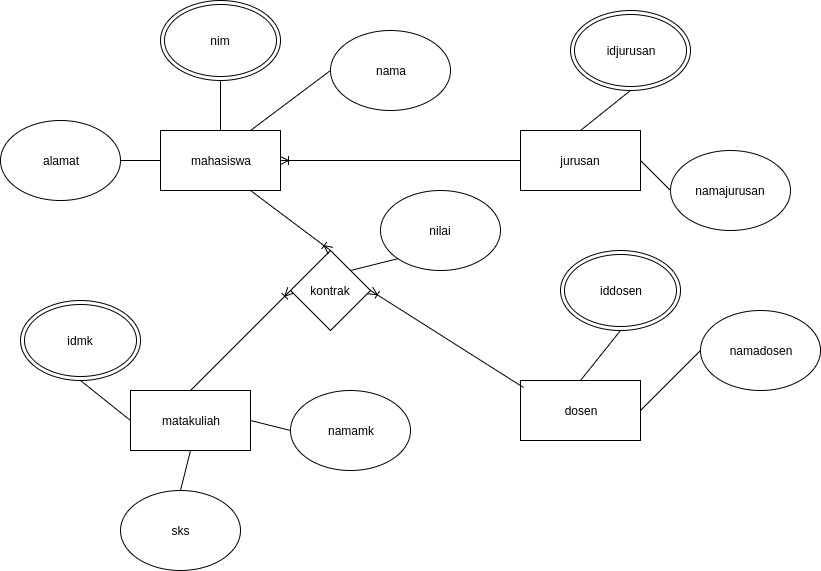 nim
nama
idjurusan
alamat
mahasiswa
jurusan
namajurusan
nilai
kontrak
iddosen
idmk
namadosen
matakuliah
namamk
dosen
sks